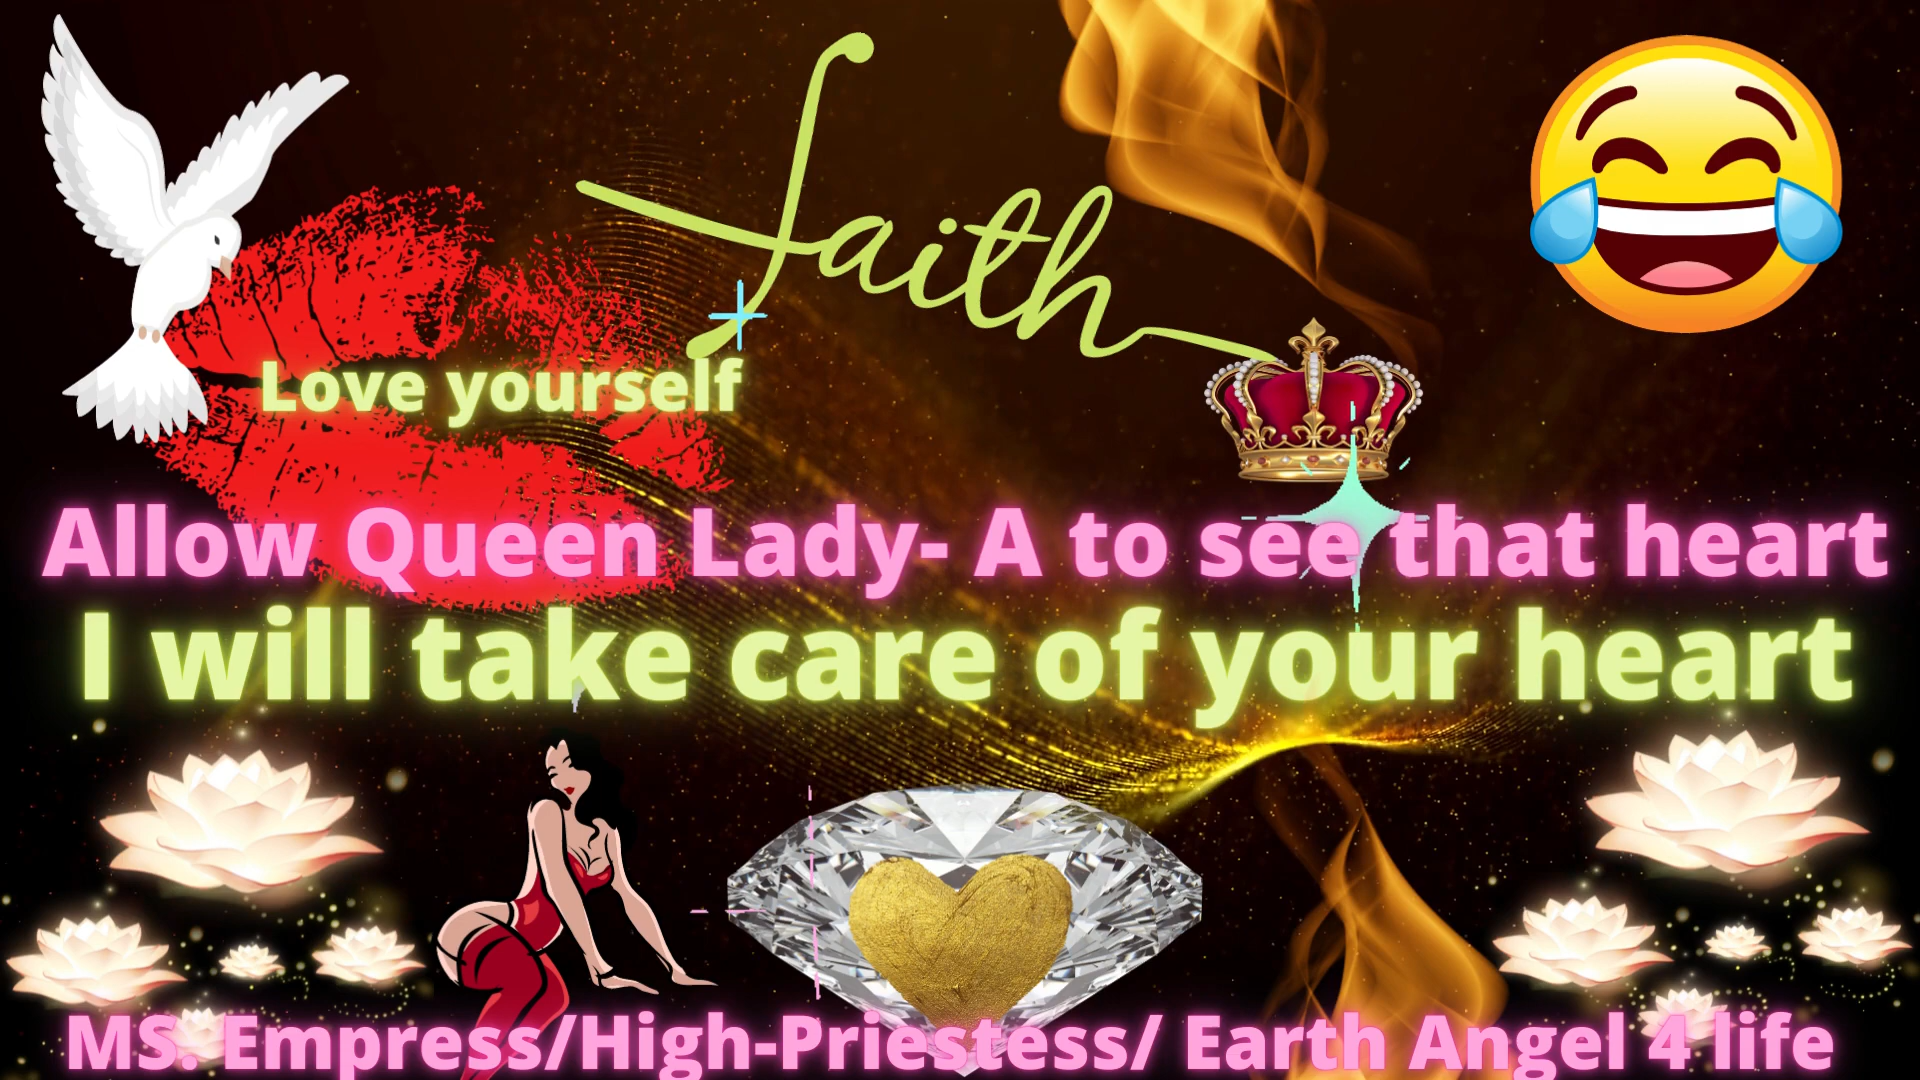 faith
Love yourself
Allow Queen Lady- A to see that heart
I will take care of your heart
MS. Empress/High-Priestess/ Earth Angel 4 life